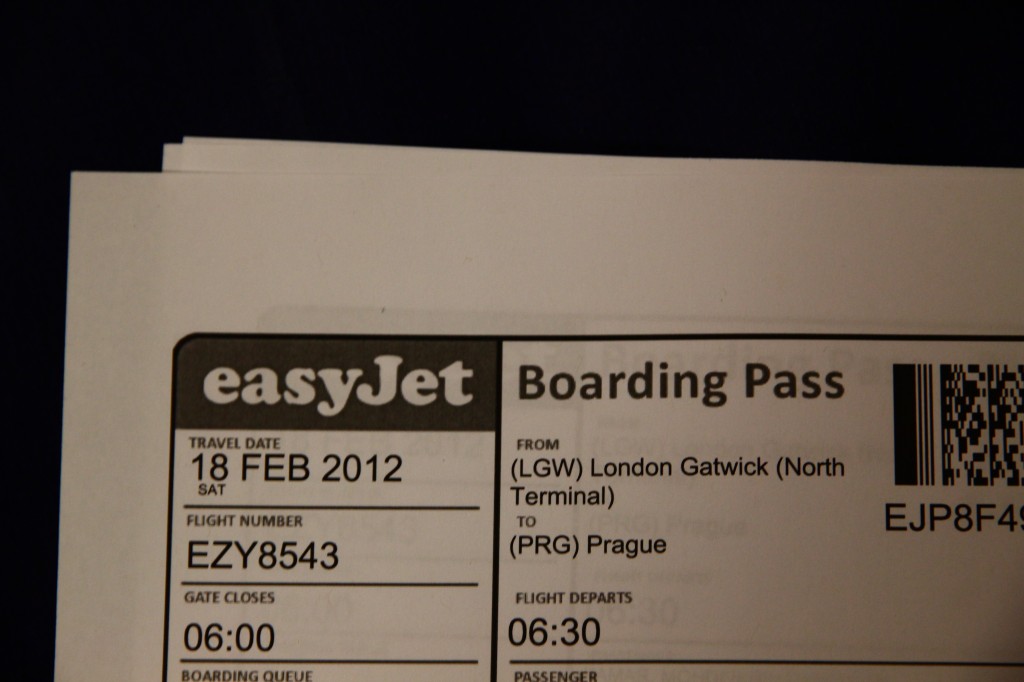 easyJet
Boarding Pass
TRAVEL DATE
18 FEB 2012
SAT
FLIGHT NUMBER
EZY8543
GATE CLOSES
06:00
BOARDING QUEUE
FROM
(LGW) London Gatwick (North
Terminal)
TO
(PRG) Prague
FLIGHT DEPARTS
06:30
PASSENGER
EJP8F4